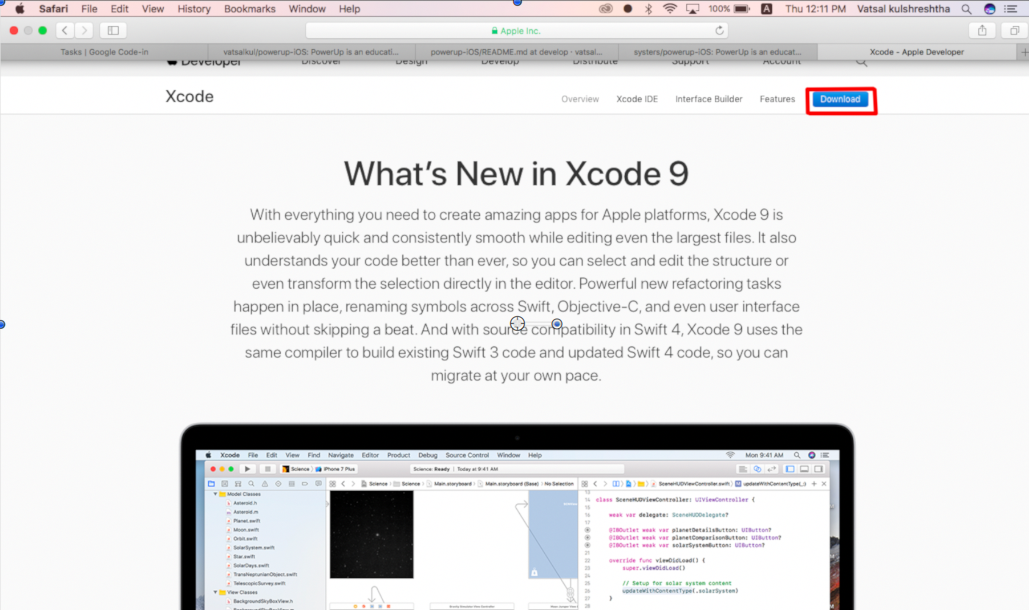 Safari File Edit View History Bookmarks Window Help 100% A Thu 12:11 PM Vatsal kulshreshtha
Apple Inc.
Tasks | Google Code-in
vatsalkul/powerup-iOS: PowerUp is an educati...
powerup-iOS/README.md at develop · vatsal...
systers/powerup-iOS: PowerUp is an educat...
Xcode - Apple Developer
Developer Discover Design Develop Distribute Support Account
Xcode
Overview Xcode IDE Interface Builder Features Download
What's New in Xcode 9
With everything you need to create amazing apps for Apple platforms, Xcode 9 is
unbelievably quick and consistently smooth while editing even the largest files. It also
understands your code better than ever, so you can select and edit the structure or
even transform the selection directly in the editor. Powerful new refactoring tasks
happen in place, renaming symbols across Swift, Objective-C, and even user interface
files without skipping a beat. And with source compatibility in Swift 4, Xcode 9 uses the
same compiler to build existing Swift 3 code and updated Swift 4 code, so you can
migrate at your own pace.
Xcode File Edit View Find Navigate Editor Product Debug Source Control Window Help Mon 9:41 AM
Science iPhone 7 Plus Science: Ready | Today at 9:41 AM
Science Science Main.storyboard Main.storyboard (Base) No Selection
SceneHUDViewController.swift updateWithContentType(_:)
Model Classes
Asteroid.h
Asteroid.m
Planet.swift
Moon.swift
Orbit.swift
SolarSystem.swift
Star.swift
SolarDays.swift
TransNeptunianObject.swift
TelescopicSurvey.swift
View Classes
BackgroundSkyBoxView.h
class SceneHUDViewController: UIViewController {
weak var delegate: SceneHUDDelegate?
@IBOutlet weak var planetDetailsButton: UIButton?
@IBOutlet weak var planetComparisonButton: UIButton?
@IBOutlet weak var solarSystemButton: UIButton?
override func viewDidLoad() {
super.viewDidLoad()
// Setup for solar system content
updateWithContentType(.solarSystem)
}